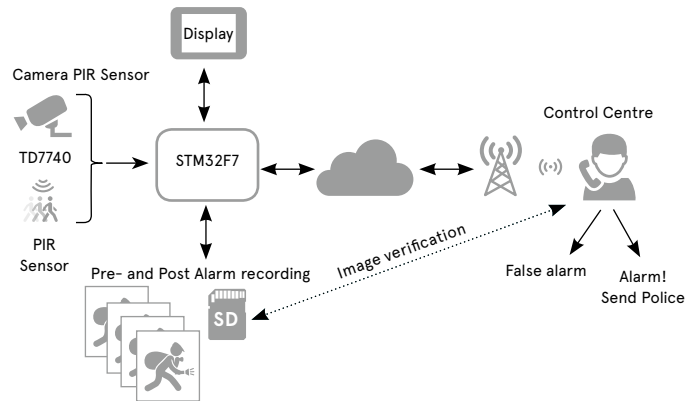 Display
Camera PIR Sensor
Control Centre
TD7740
STM32F7
PIR
Sensor
Image verification
Pre- and Post Alarm recording
False alarm
Alarm!
Send Police
SD